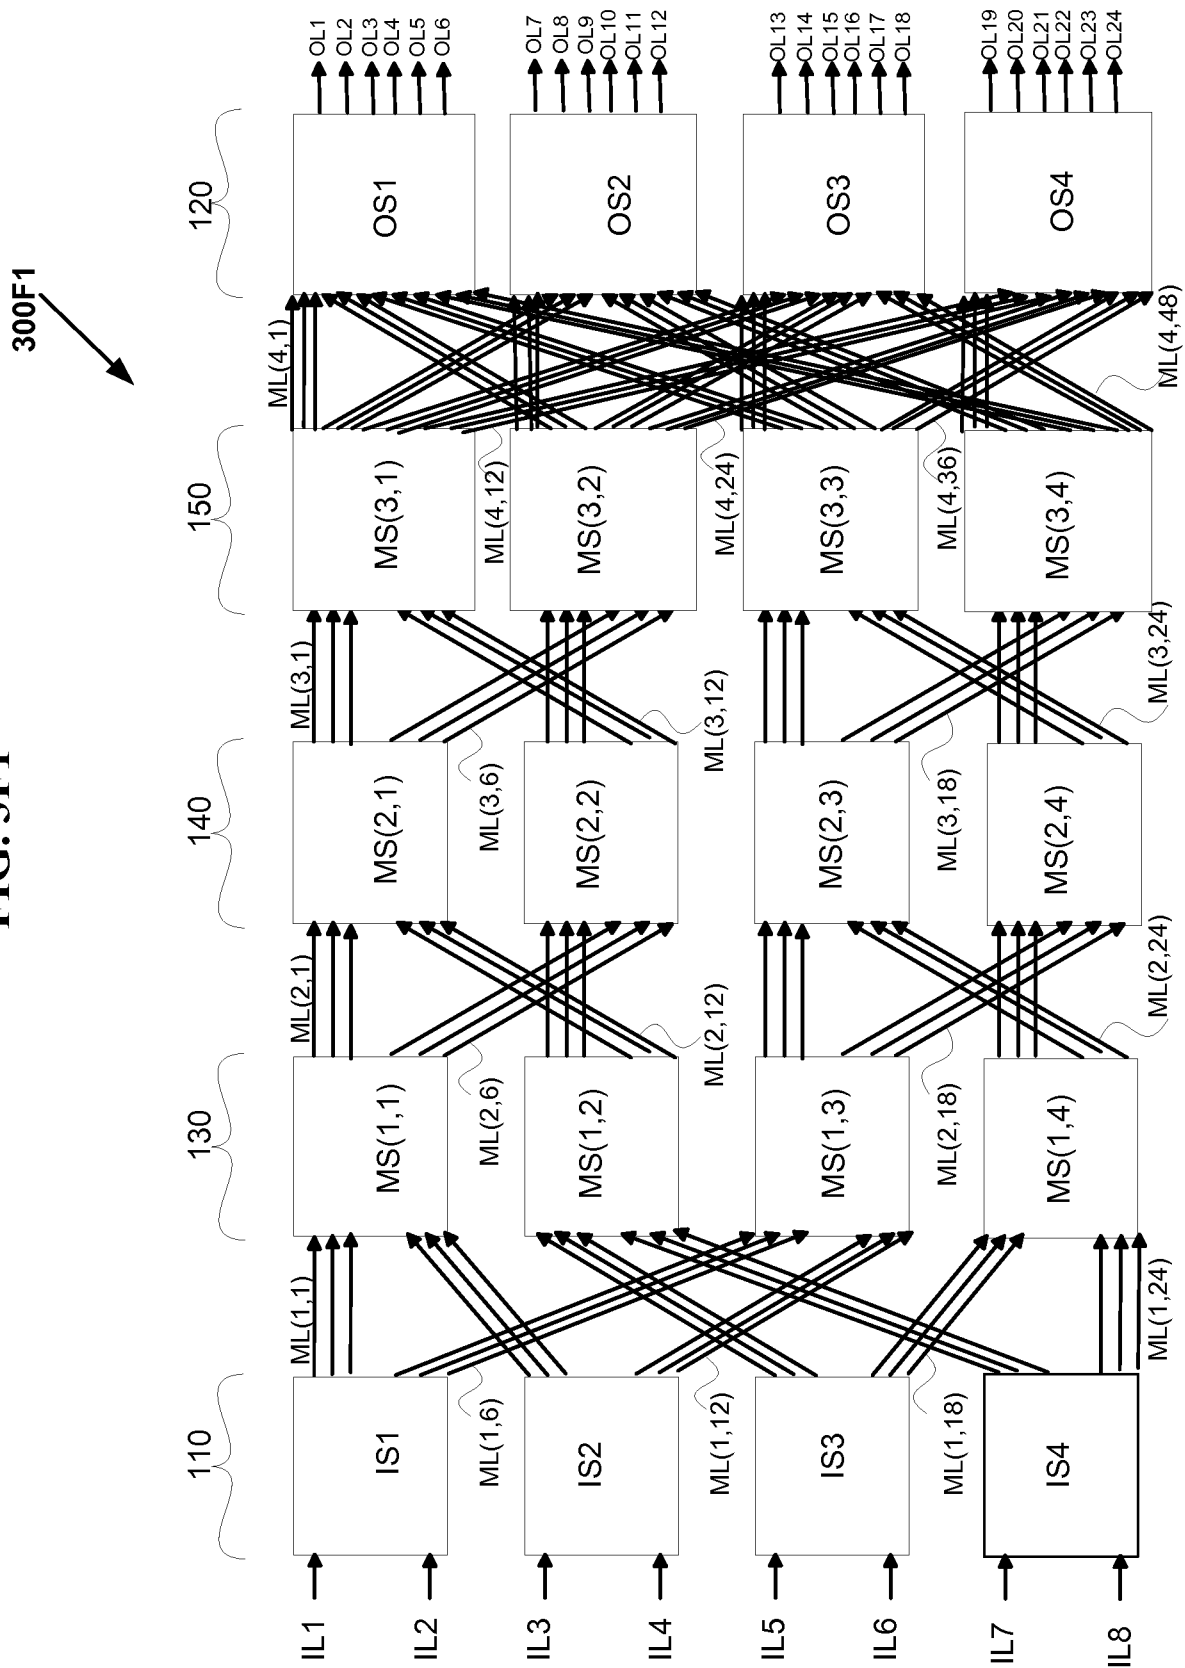 FIG. 3F1
300F1
110
130
140
150
120
IL1
IL2
IL3
IL4
IL5
IL6
IL7
IL8
IS1
IS2
IS3
IS4
ML(1,1)
ML(1,6)
ML(1,12)
ML(1,18)
ML(1,24)
MS(1,1)
MS(1,2)
MS(1,3)
MS(1,4)
ML(2,1)
ML(2,6)
ML(2,12)
ML(2,18)
ML(2,24)
MS(2,1)
MS(2,2)
MS(2,3)
MS(2,4)
ML(3,1)
ML(3,6)
ML(3,12)
ML(3,18)
ML(3,24)
MS(3,1)
MS(3,2)
MS(3,3)
MS(3,4)
ML(4,1)
ML(4,12)
ML(4,24)
ML(4,36)
ML(4,48)
OS1
OS2
OS3
OS4
OL1
OL2
OL3
OL4
OL5
OL6
OL7
OL8
OL9
OL10
OL11
OL12
OL13
OL14
OL15
OL16
OL17
OL18
OL19
OL20
OL21
OL22
OL23
OL24